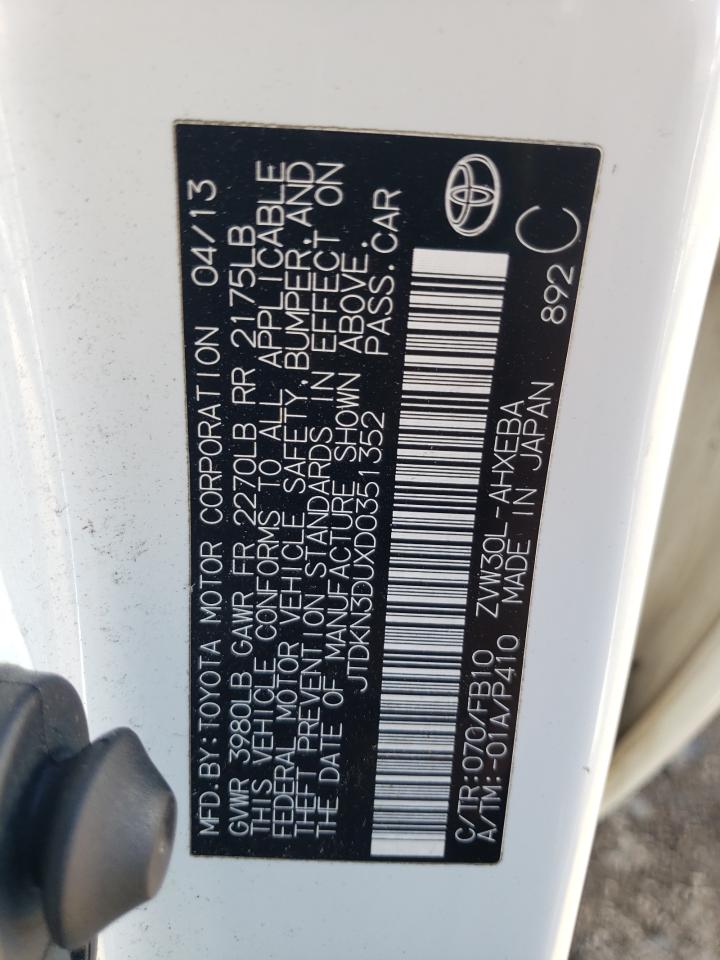 MFD.BY:TOYOTA MOTOR CORPORATION 04/13
GVWR 3980LB GAWR FR 2270LB RR 2175LB
THIS VEHICLE CONFORMS TO ALL APPLICABLE
FEDERAL MOTOR VEHICLE SAFETY,BUMPER,AND
THEFT PREVENTION STANDARDS IN EFFECT ON
THE DATE OF MANUFACTURE SHOWN ABOVE.
JTDKN3DUXD0351352 PASS.CAR
C/TR:070/FB10 ZVW30L-AHXEBA 892
A/TM:-01A/P410 MADE IN JAPAN C